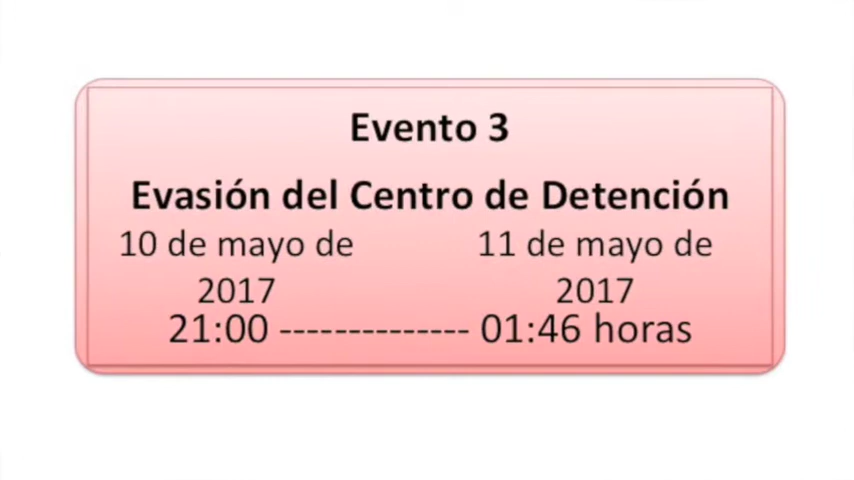 Evento 3
Evasión del Centro de Detención
10 de mayo de 2017
11 de mayo de 2017
21:00 -------------- 01:46 horas